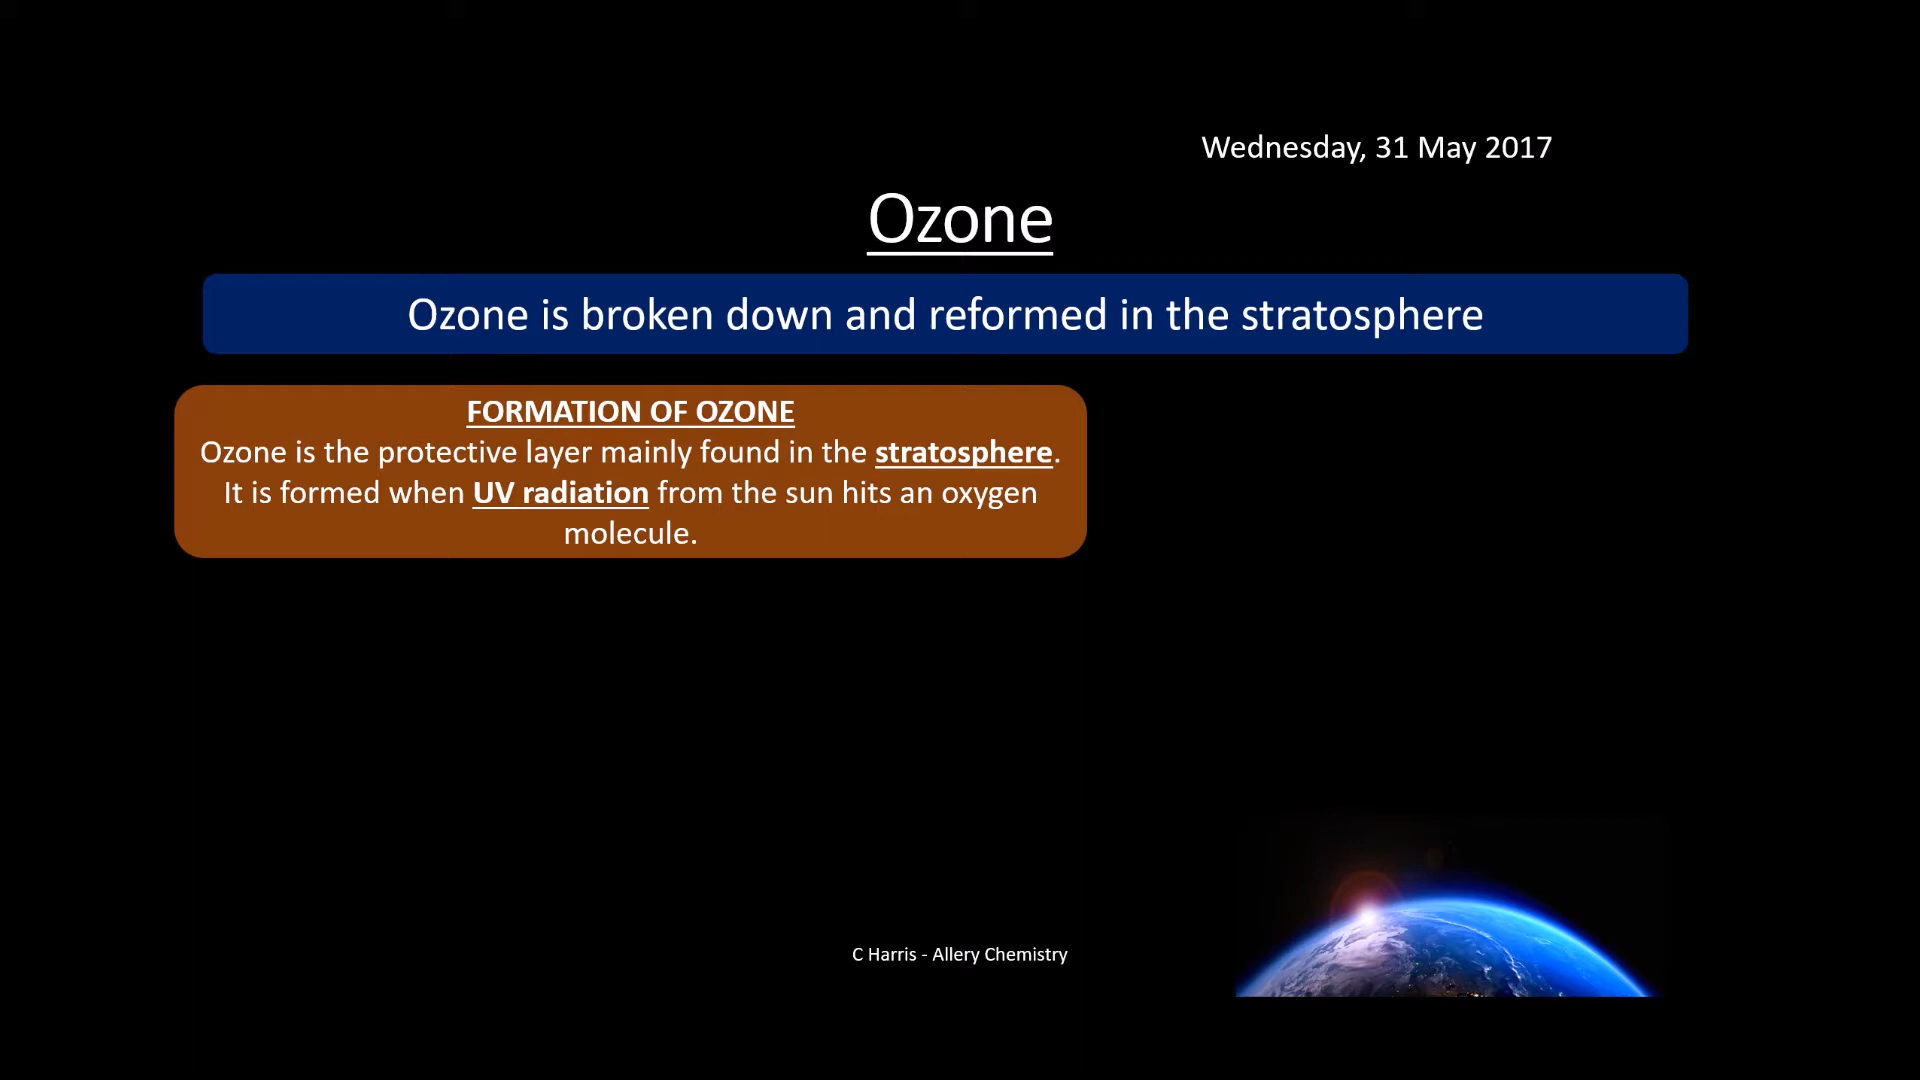 Wednesday, 31 May 2017
Ozone
Ozone is broken down and reformed in the stratosphere
FORMATION OF OZONE
Ozone is the protective layer mainly found in the stratosphere.
It is formed when UV radiation from the sun hits an oxygen
molecule.
C Harris - Allery Chemistry